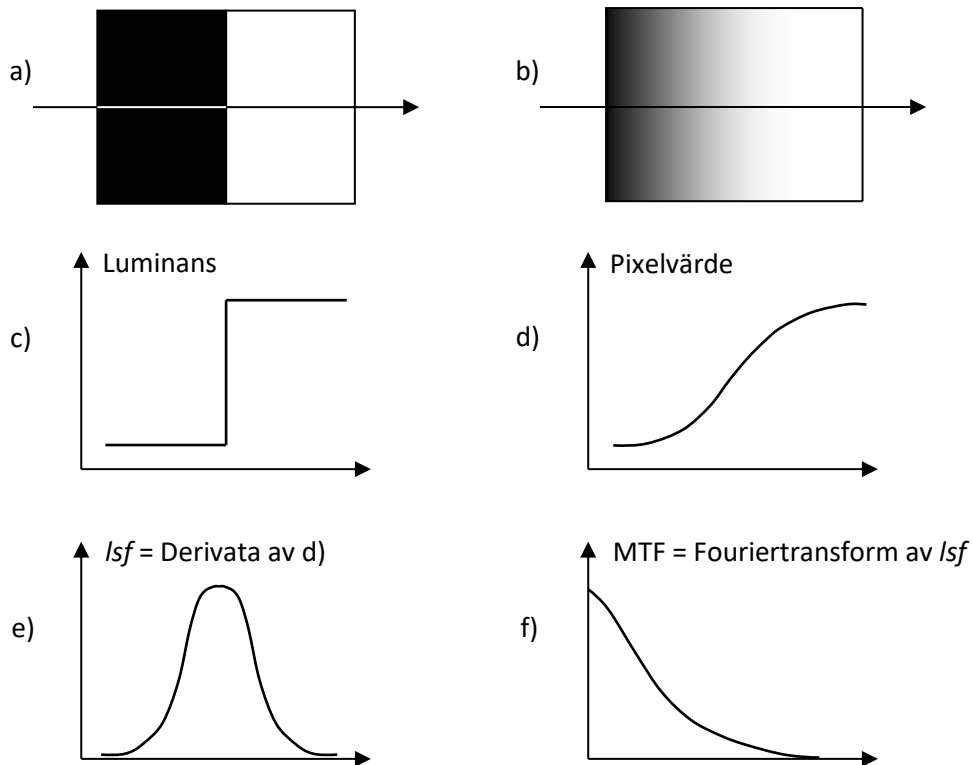 a)
b)
Luminans
c)
Pixelvärde
d)
lsf = Derivata av d)
e)
MTF = Fouriertransform av lsf
f)